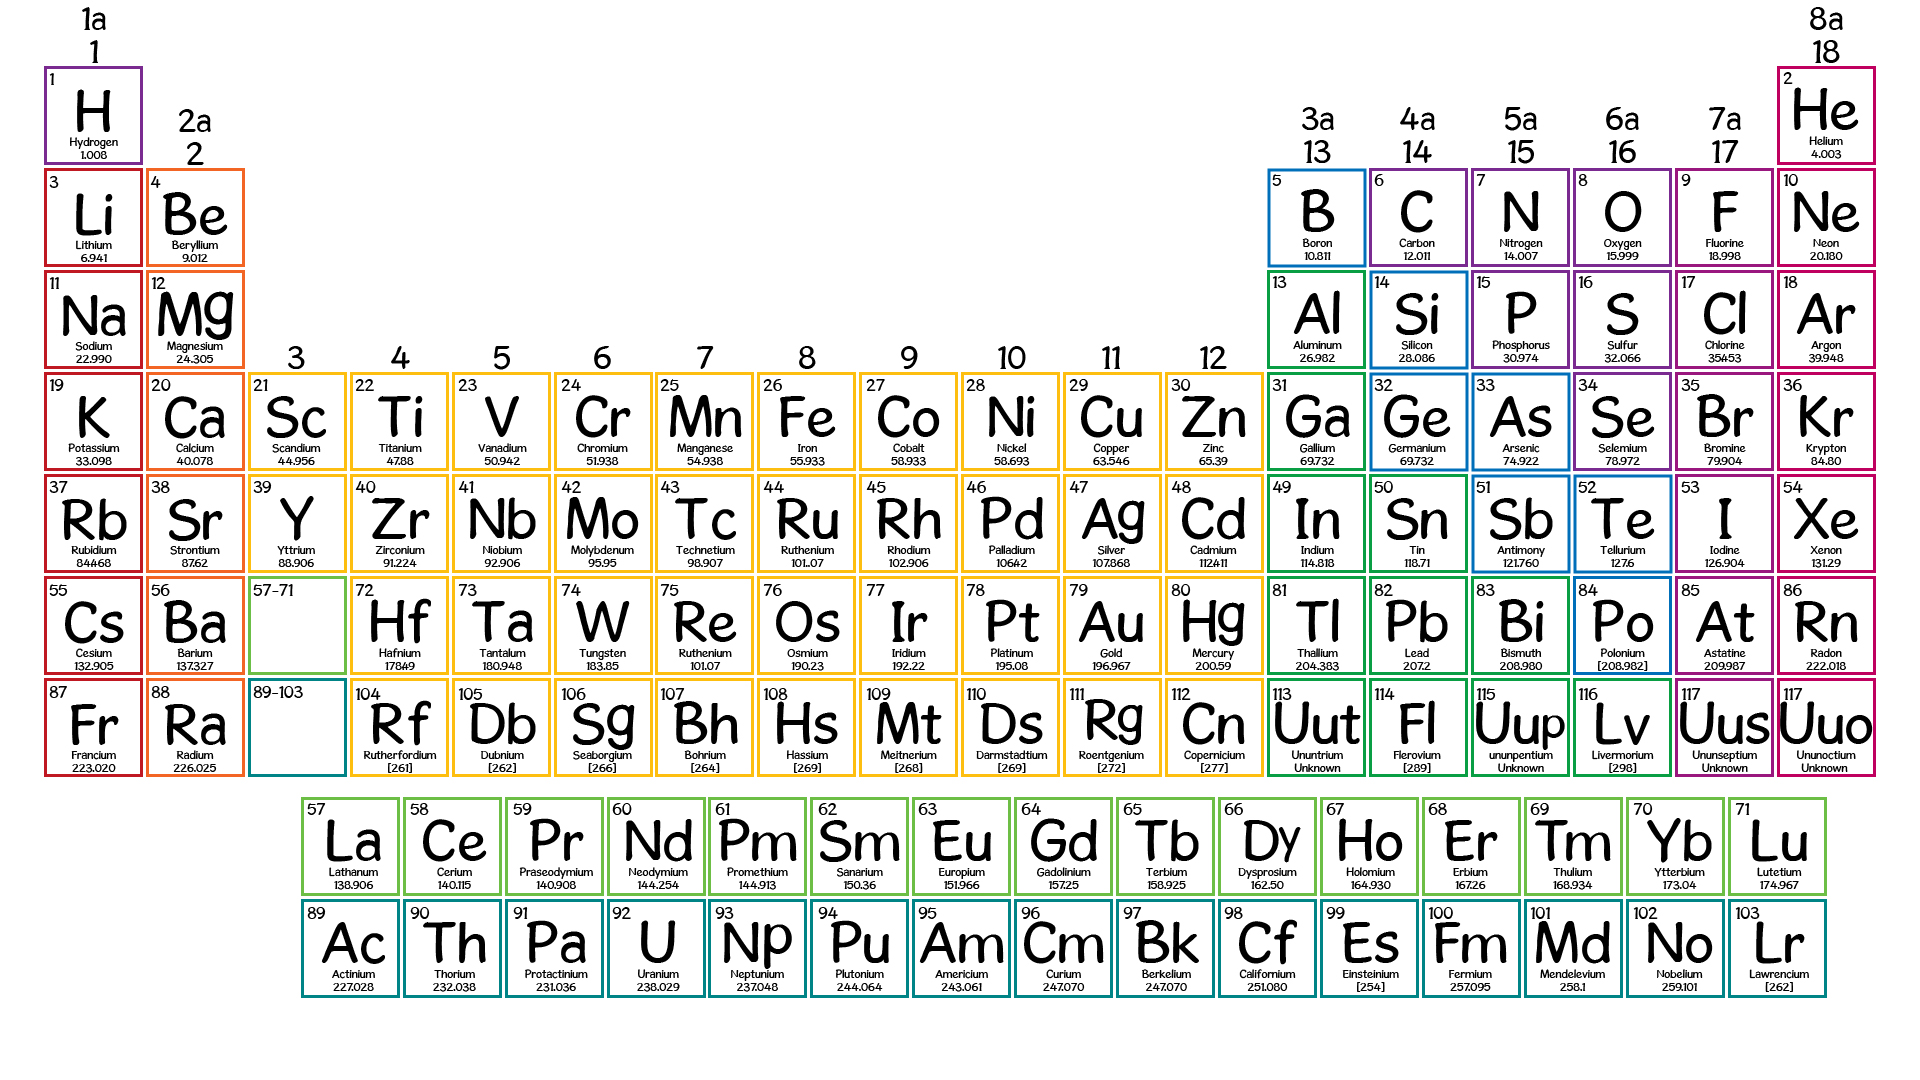 1a 8a
1 18
1 2
H He
Hydrogen Helium
1.008 4.003
2a 3a 4a 5a 6a 7a
2 13 14 15 16 17
3 4 5 6 7 8 9 10
Li Be B C N O F Ne
Lithium Beryllium Boron Carbon Nitrogen Oxygen Fluorine Neon
6.941 9.012 10.811 12.011 14.007 15.999 18.998 20.180
11 12 13 14 15 16 17 18
Na Mg Al Si P S Cl Ar
Sodium Magnesium Aluminum Silicon Phosphorus Sulfur Chlorine Argon
22.990 24.305 26.982 28.086 30.974 32.066 35453 39.948
3 4 5 6 7 8 9 10 11 12
19 20 21 22 23 24 25 26 27 28 29 30 31 32 33 34 35 36
K Ca Sc Ti V Cr Mn Fe Co Ni Cu Zn Ga Ge As Se Br Kr
Potassium Calcium Scandium Titanium Vanadium Chromium Manganese Iron Cobalt Nickel Copper Zinc Gallium Germanium Arsenic Selemium Bromine Krypton
33.098 40.078 44.956 47.88 50.942 51.938 54.938 55.933 58.933 58.693 63.546 65.39 69.732 69.732 74.922 78.972 79.904 84.80
37 38 39 40 41 42 43 44 45 46 47 48 49 50 51 52 53 54
Rb Sr Y Zr Nb Mo Tc Ru Rh Pd Ag Cd In Sn Sb Te I Xe
Rubidium Strontium Yttrium Zirconium Niobium Molybdenum Technetium Ruthenium Rhodium Palladium Silver Cadmium Indium Tin Antimony Tellurium Iodine Xenon
84468 87.62 88.906 91.224 92.906 95.95 98.907 101..07 102.906 10642 107.868 112411 114.818 118.71 121.760 127.6 126.904 131.29
55 56 57-71 72 73 74 75 76 77 78 79 80 81 82 83 84 85 86
Cs Ba Hf Ta W Re Os Ir Pt Au Hg Tl Pb Bi Po At Rn
Cesium Barium Hafnium Tantalum Tungsten Ruthenium Osmium Iridium Platinum Gold Mercury Thallium Lead Bismuth Polonium Astatine Radon
132.905 137.327 17849 180.948 183.85 101.07 190.23 192.22 195.08 196.967 200.59 204.383 207.2 208.980 [208.982] 209.987 222.018
87 88 89-103 104 105 106 107 108 109 110 111 112 113 114 115 116 117 117
Fr Ra Rf Db Sg Bh Hs Mt Ds Rg Cn Uut Fl Uup Lv Uus Uuo
Francium Radium Rutherfordium Dubnium Seaborgium Bohrium Hassium Meitnerium Darmstadtium Roentgenium Copernicium Ununtrium Flerovium ununpentium Livermorium Ununseptium Ununoctium
223.020 226.025 [261] [262] [266] [264] [269] [268] [269] [272] [277] Unknown [289] Unknown [298] Unknown Unknown
57 58 59 60 61 62 63 64 65 66 67 68 69 70 71
La Ce Pr Nd Pm Sm Eu Gd Tb Dy Ho Er Tm Yb Lu
Lathanum Cerium Praseodymium Neodymium Promethium Sanarium Europium Gadolinium Terbium Dysprosium Holomium Erbium Thulium Ytterbium Lutetium
138.906 140.115 140.908 144.254 144.913 150.36 151.966 157.25 158.925 162.50 164.930 167.26 168.934 173.04 174.967
89 90 91 92 93 94 95 96 97 98 99 100 101 102 103
Ac Th Pa U Np Pu Am Cm Bk Cf Es Fm Md No Lr
Actinium Thorium Protactinium Uranium Neptunium Plutonium Americium Curium Berkelium Californium Einsteinium Fermium Mendelevium Nobelium Lawrencium
227.028 232.038 231.036 238.029 237.048 244.064 243.061 247.070 247.070 251.080 [254] 257.095 258.1 259.101 [262]